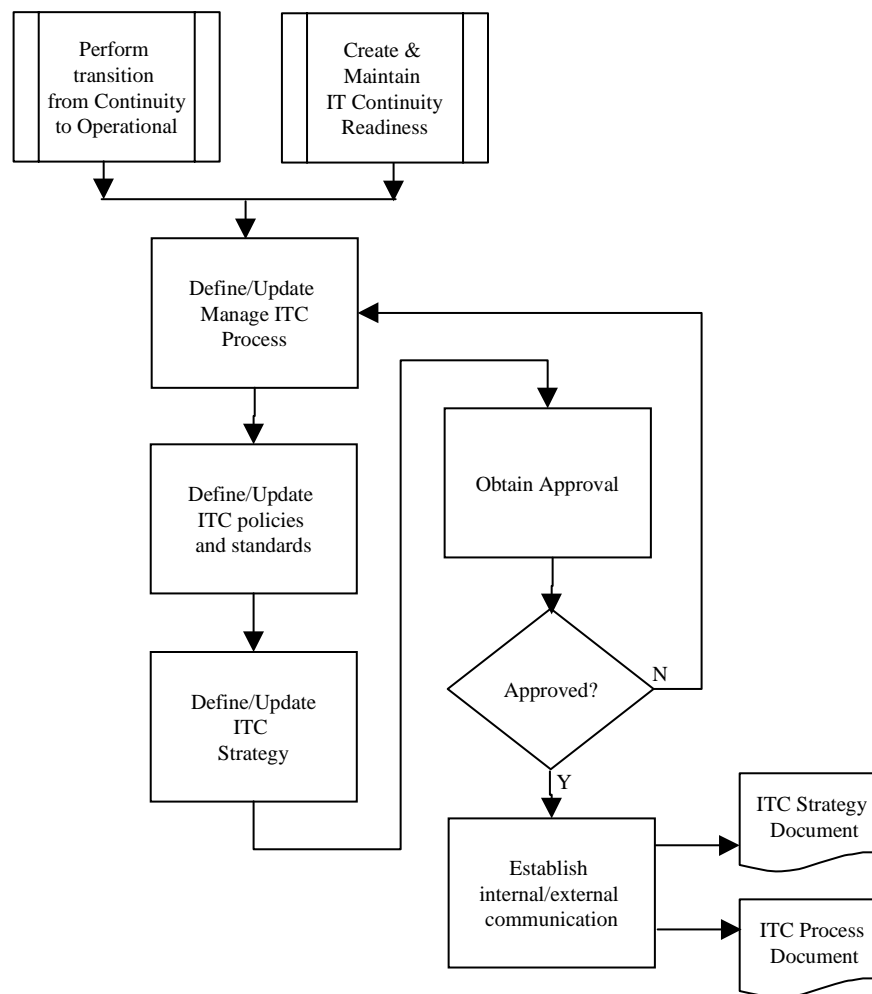 Perform
transition
from Continuity
to Operational
Create &
Maintain
IT Continuity
Readiness
Define/Update
Manage ITC
Process
Define/Update
ITC policies
and standards
Define/Update
ITC
Strategy
Obtain Approval
Approved?
N
Y
Establish
internal/external
communication
ITC Strategy
Document
ITC Process
Document